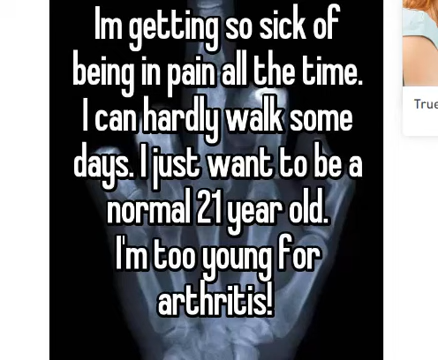 Im getting so sick of
being in pain all the time.
I can hardly walk some
days. I just want to be a
normal 21 year old.
I'm too young for
arthritis!
True